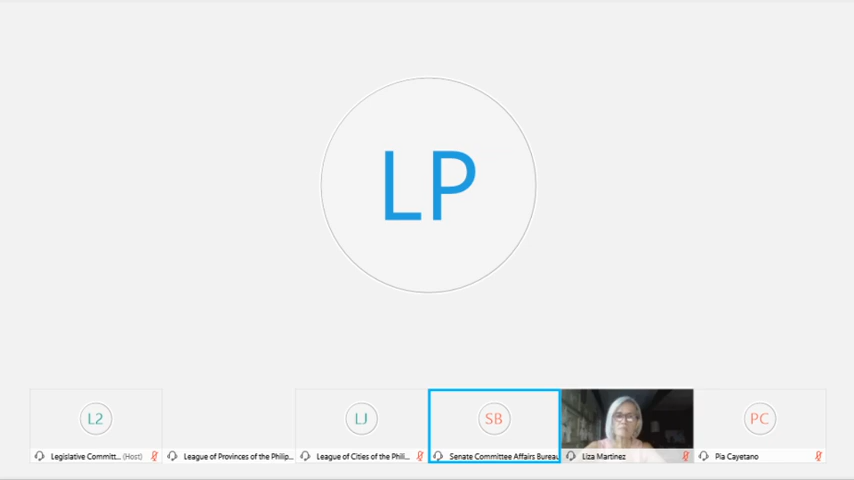 LP
L2
LJ
SB
PC
Legislative Committ... (Host)
League of Provinces of the Philip...
League of Cities of the Phili...
Senate Committee Affairs Bureau
Liza Martinez
Pia Cayetano